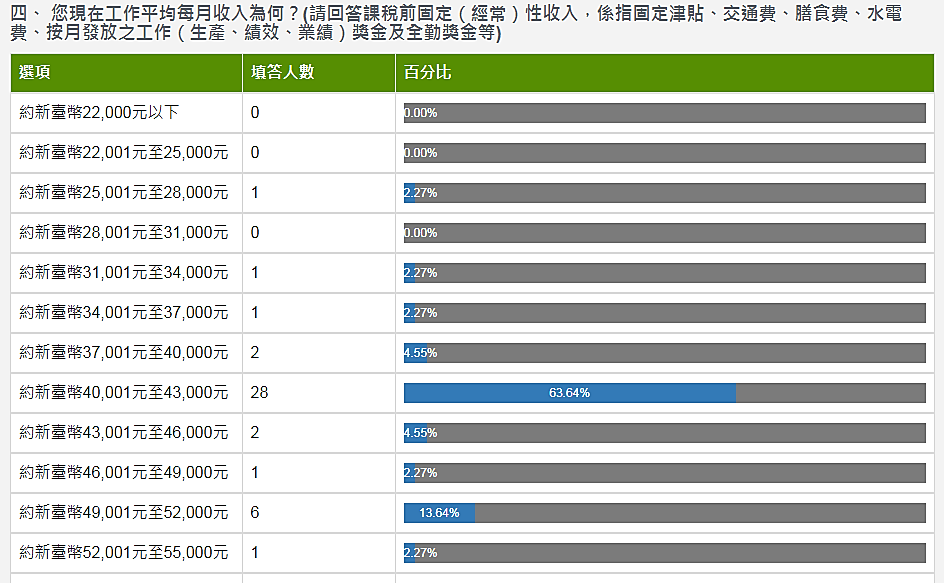 四、 您現在工作平均每月收入為何？(請回答課稅前固定（經常）性收入，係指固定津貼、交通費、膳食費、水電
費、按月發放之工作（生產、績效、業績）獎金及全勤獎金等)
選項 填答人數 百分比
約新臺幣22,000元以下 0 0.00%
約新臺幣22,001元至25,000元 0 0.00%
約新臺幣25,001元至28,000元 1 2.27%
約新臺幣28,001元至31,000元 0 0.00%
約新臺幣31,001元至34,000元 1 2.27%
約新臺幣34,001元至37,000元 1 2.27%
約新臺幣37,001元至40,000元 2 4.55%
約新臺幣40,001元至43,000元 28 63.64%
約新臺幣43,001元至46,000元 2 4.55%
約新臺幣46,001元至49,000元 1 2.27%
約新臺幣49,001元至52,000元 6 13.64%
約新臺幣52,001元至55,000元 1 2.27%